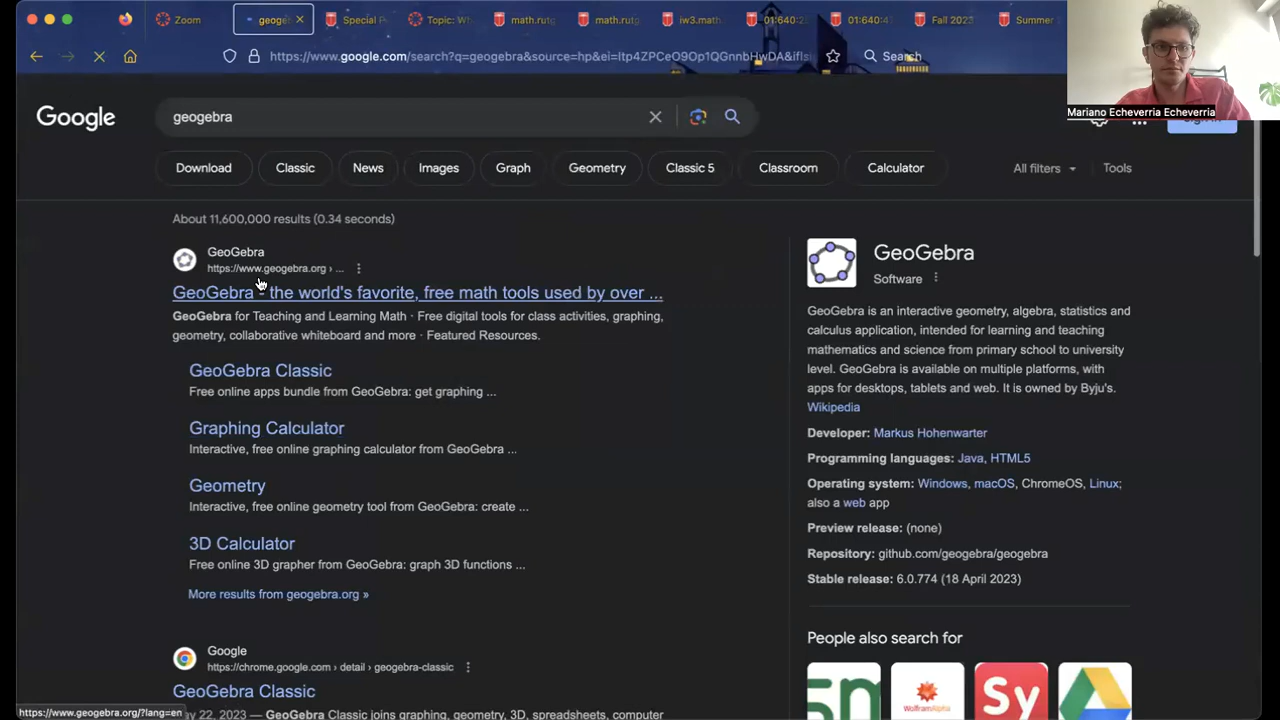 Zoom
geoge
Special P
Topic: Wh
math.rutg
math.rutg
iw3.math
01:640:2
01:640:4
Fall 2023
Summer
https://www.google.com/search?q=geogebra&source=hp&ei=Itp4ZPCeO9Op1QGnnbHwDA&iflsi
Search
Mariano Echeverria Echeverria
Google
geogebra
Download
Classic
News
Images
Graph
Geometry
Classic 5
Classroom
Calculator
All filters
Tools
About 11,600,000 results (0.34 seconds)
GeoGebra
https://www.geogebra.org › ...
GeoGebra - the world's favorite, free math tools used by over ...
GeoGebra for Teaching and Learning Math · Free digital tools for class activities, graphing,
geometry, collaborative whiteboard and more · Featured Resources.
GeoGebra Classic
Free online apps bundle from GeoGebra: get graphing ...
Graphing Calculator
Interactive, free online graphing calculator from GeoGebra ...
Geometry
Interactive, free online geometry tool from GeoGebra: create ...
3D Calculator
Free online 3D grapher from GeoGebra: graph 3D functions ...
More results from geogebra.org »
Google
https://chrome.google.com › detail › geogebra-classic
GeoGebra Classic
May 22, 2023 — GeoGebra Classic joins graphing, geometry, 3D, spreadsheets, computer
GeoGebra
Software
GeoGebra is an interactive geometry, algebra, statistics and
calculus application, intended for learning and teaching
mathematics and science from primary school to university
level. GeoGebra is available on multiple platforms, with
apps for desktops, tablets and web. It is owned by Byju's.
Wikipedia
Developer: Markus Hohenwarter
Programming languages: Java, HTML5
Operating system: Windows, macOS, ChromeOS, Linux;
also a web app
Preview release: (none)
Repository: github.com/geogebra/geogebra
Stable release: 6.0.774 (18 April 2023)
People also search for
WolframAlpha
Sy
https://www.geogebra.org/?lang=en